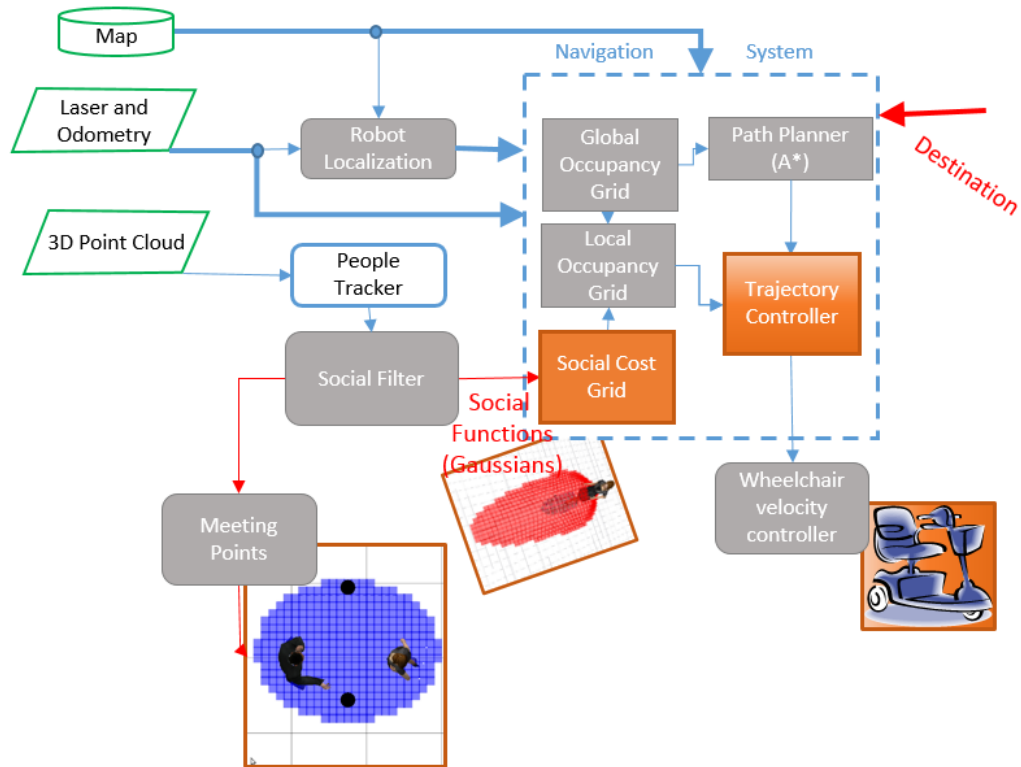 Map
Navigation System
Laser and
Odometry
Robot
Localization
Global
Occupancy
Grid
Path Planner
(A*)
Destination
3D Point Cloud
People
Tracker
Local
Occupancy
Grid
Trajectory
Controller
Social Filter
Social Cost
Grid
Social
Functions
(Gaussians)
Wheelchair
velocity
controller
Meeting
Points